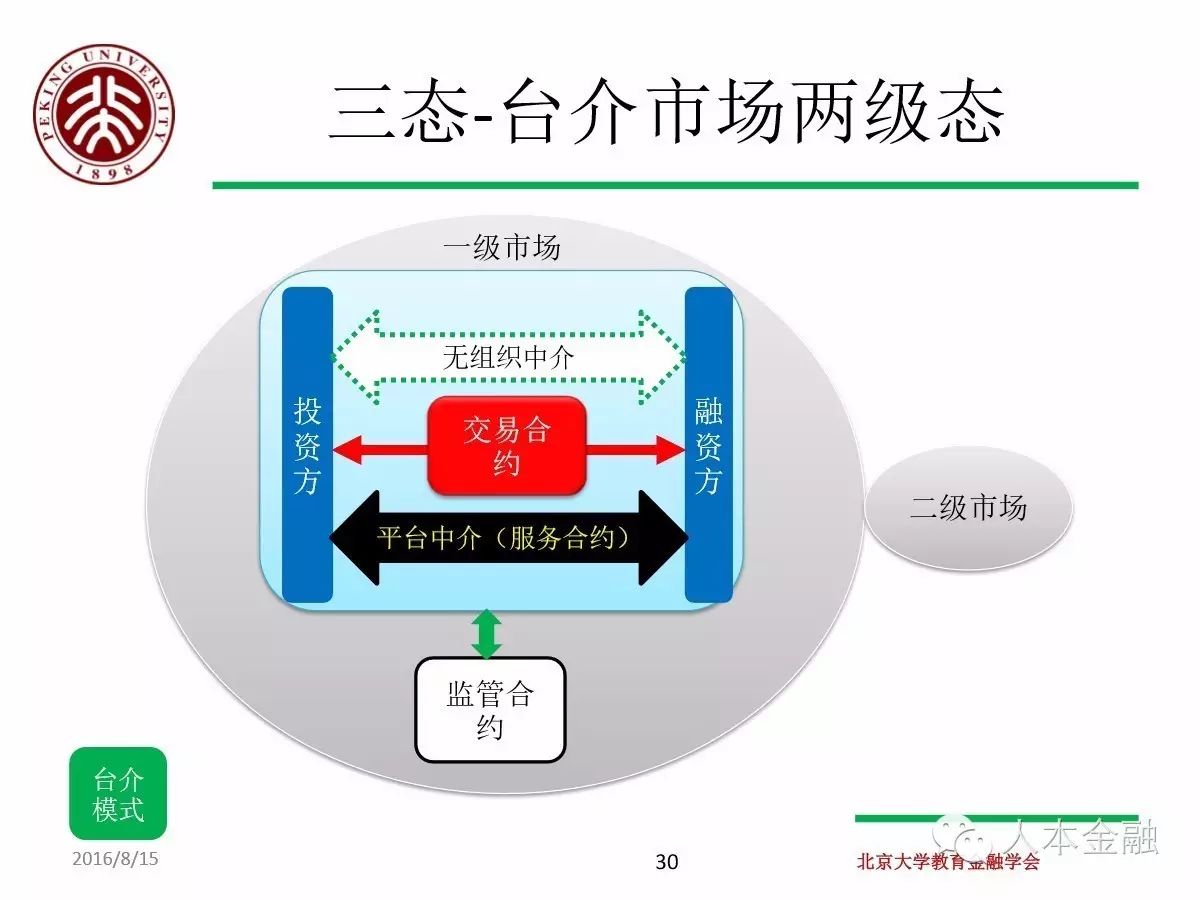 PEKING UNIVERSITY
1898
三态-台介市场两级态
一级市场
无组织中介
投资方
交易合
约
融资方
平台中介（服务合约）
二级市场
监管合
约
台介
模式
2016/8/15
30
北京大学教育金融学会
人本金融